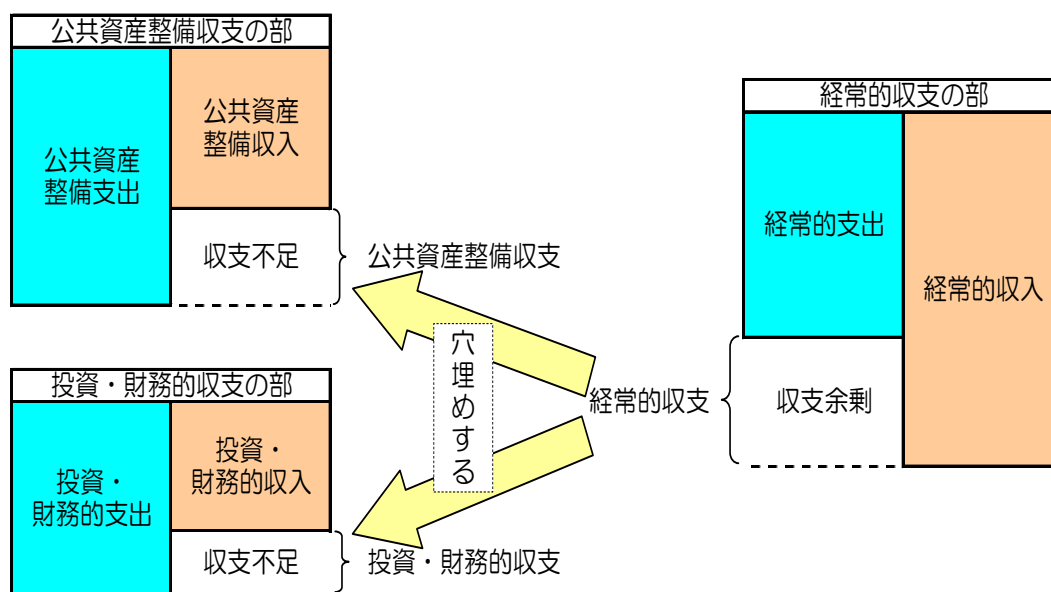 公共資産整備収支の部
公共資産
整備支出
公共資産
整備収入
収支不足
公共資産整備収支
投資・財務的収支の部
投資・
財務的支出
投資・
財務的収入
収支不足
投資・財務的収支
穴埋めする
経常的収支の部
経常的支出
経常的収入
経常的収支
収支余剰